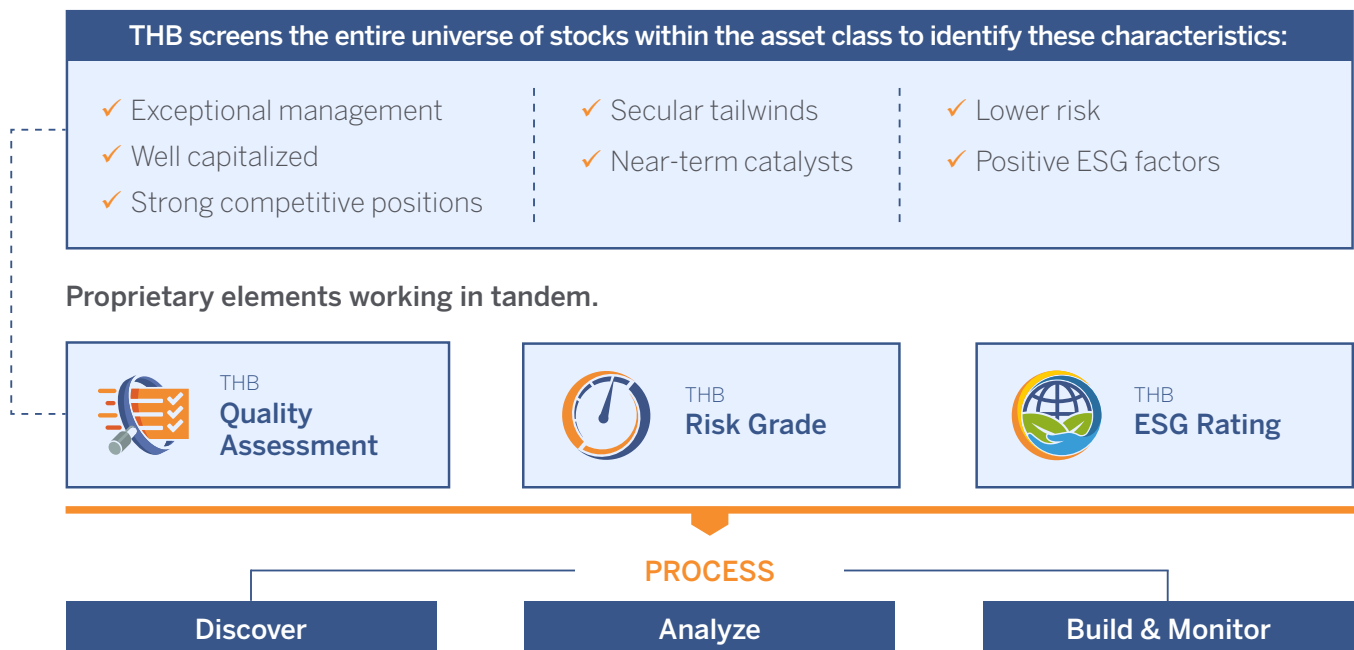 THB screens the entire universe of stocks within the asset class to identify these characteristics:
✓ Exceptional management
✓ Well capitalized
✓ Strong competitive positions
✓ Secular tailwinds
✓ Near-term catalysts
✓ Lower risk
✓ Positive ESG factors
Proprietary elements working in tandem.
THB
Quality
Assessment
THB
Risk Grade
THB
ESG Rating
PROCESS
Discover
Analyze
Build & Monitor